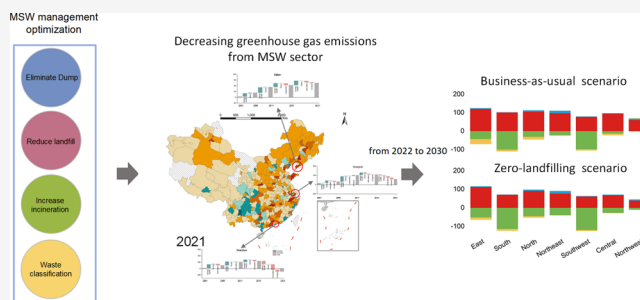 MSW management
optimization
Eliminate Dump
Reduce landfill
Increase
incineration
Waste
classification
Decreasing greenhouse gas emissions
from MSW sector
2021
from 2022 to 2030
Business-as-usual scenario
200
100
0
-100
Zero-landfilling scenario
200
100
0
-100
East
South
North
Northeast
Southwest
Central
Northwest